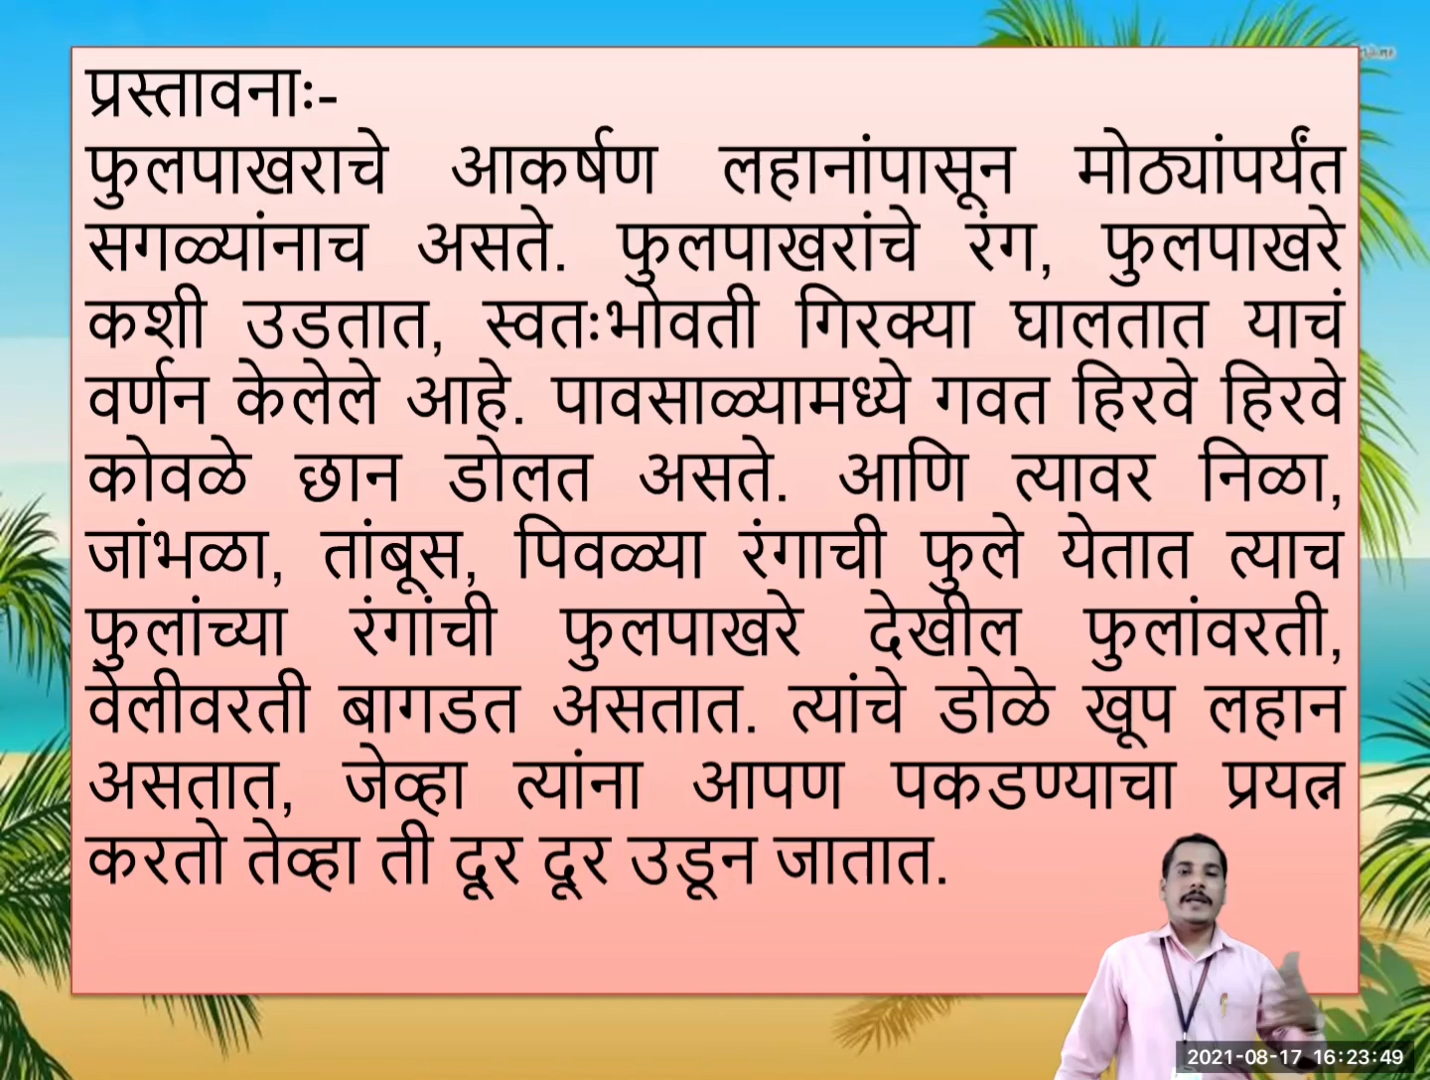 प्रस्तावनाः-
फुलपाखराचे आकर्षण लहानांपासून मोठ्यांपर्यंत
सगळ्यांनाच असते. फुलपाखरांचे रंग, फुलपाखरे
कशी उडतात, स्वतःभोवती गिरक्या घालतात याचं
वर्णन केलेले आहे. पावसाळ्यामध्ये गवत हिरवे हिरवे
कोवळे छान डोलत असते. आणि त्यावर निळा,
जांभळा, तांबूस, पिवळ्या रंगाची फुले येतात त्याच
फुलांच्या रंगांची फुलपाखरे देखील फुलांवरती,
वेलीवरती बागडत असतात. त्यांचे डोळे खूप लहान
असतात, जेव्हा त्यांना आपण पकडण्याचा प्रयत्न
करतो तेव्हा ती दूर दूर उडून जातात.
2021-08-17 16:23:49